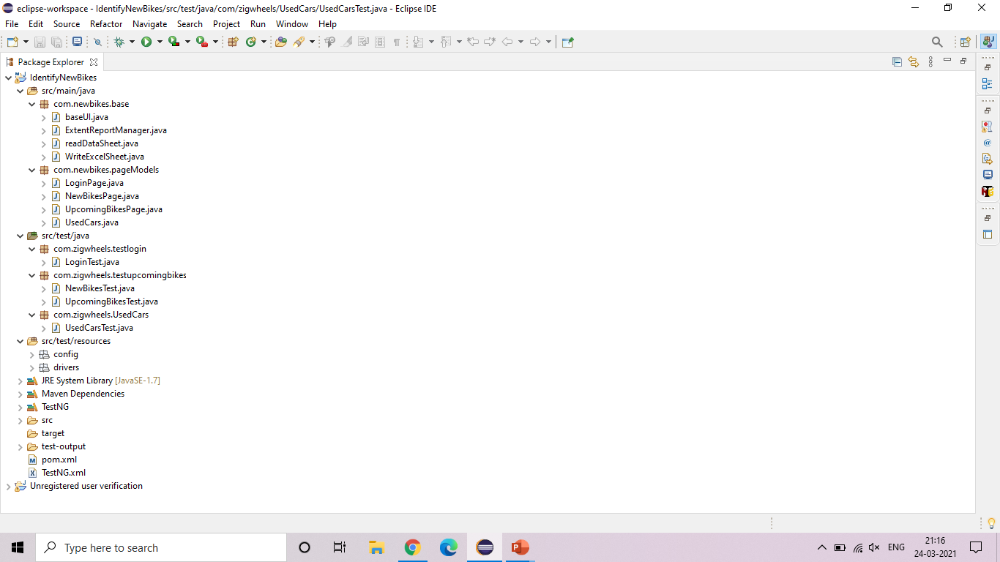 eclipse-workspace - IdentifyNewBikes/src/test/java/com/zigwheels/UsedCars/UsedCarsTest.java - Eclipse IDE
File Edit Source Refactor Navigate Search Project Run Window Help
Package Explorer
IdentifyNewBikes
src/main/java
com.newbikes.base
baseUI.java
ExtentReportManager.java
readDataSheet.java
WriteExcelSheet.java
com.newbikes.pageModels
LoginPage.java
NewBikesPage.java
UpcomingBikesPage.java
UsedCars.java
src/test/java
com.zigwheels.testlogin
LoginTest.java
com.zigwheels.testupcomingbikes
NewBikesTest.java
UpcomingBikesTest.java
com.zigwheels.UsedCars
UsedCarsTest.java
src/test/resources
config
drivers
JRE System Library [JavaSE-1.7]
Maven Dependencies
TestNG
src
target
test-output
pom.xml
TestNG.xml
Unregistered user verification
Type here to search
ENG
21:16
24-03-2021